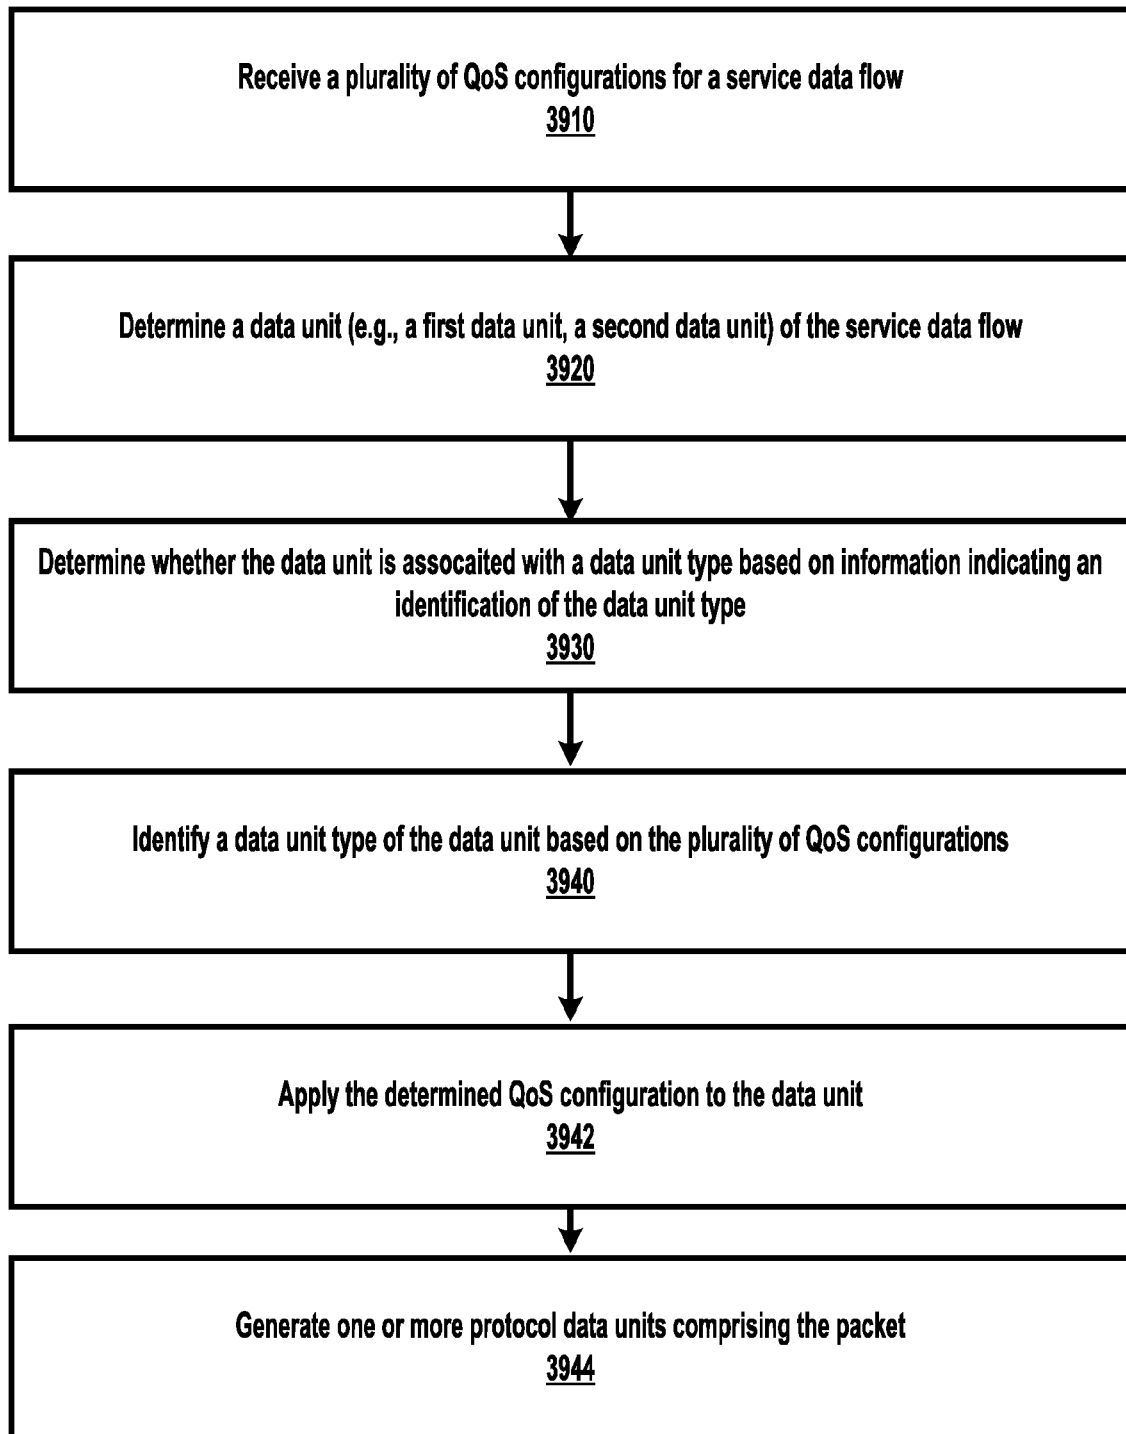 Receive a plurality of QoS configurations for a service data flow
3910
Determine a data unit (e.g., a first data unit, a second data unit) of the service data flow
3920
Determine whether the data unit is assocaited with a data unit type based on information indicating an
identification of the data unit type
3930
Identify a data unit type of the data unit based on the plurality of QoS configurations
3940
Apply the determined QoS configuration to the data unit
3942
Generate one or more protocol data units comprising the packet
3944